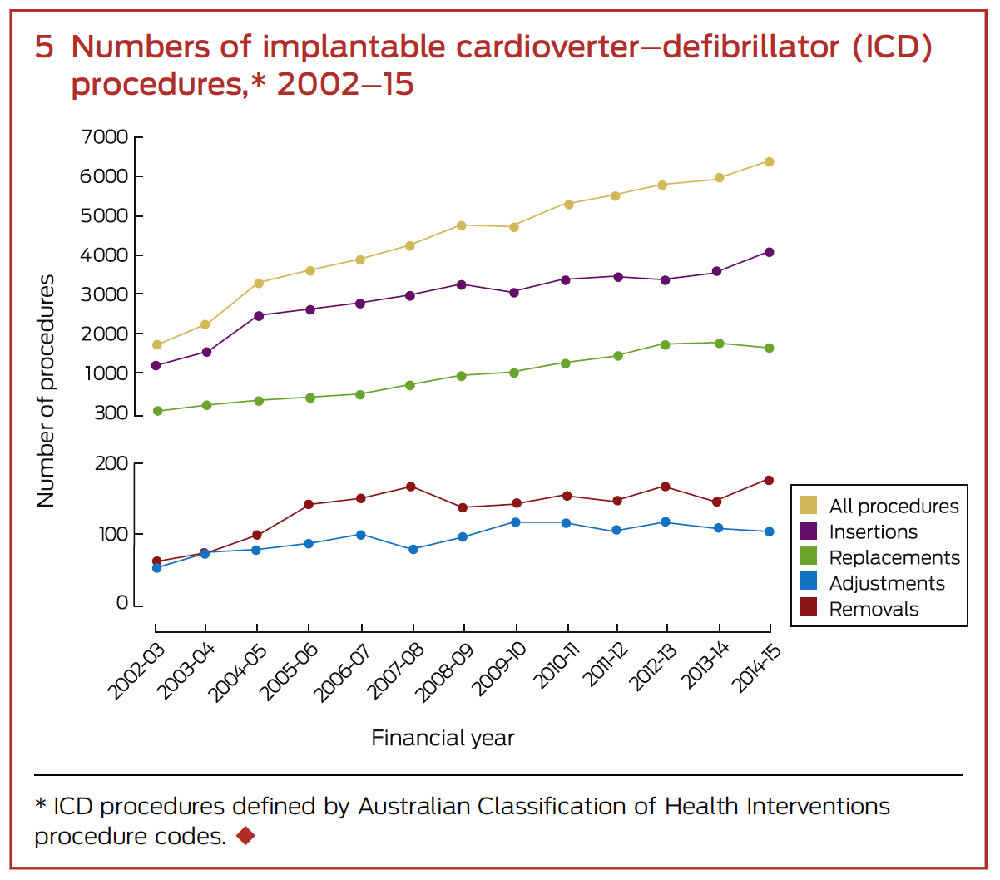 5 Numbers of implantable cardioverter–defibrillator (ICD)
procedures,* 2002–15
Number of procedures
7000
6000
5000
4000
3000
2000
1000
300
200
100
0
All procedures
Insertions
Replacements
Adjustments
Removals
2002-03
2003-04
2004-05
2005-06
2006-07
2007-08
2008-09
2009-10
2010-11
2011-12
2012-13
2013-14
2014-15
Financial year
* ICD procedures defined by Australian Classification of Health Interventions
procedure codes. ◆